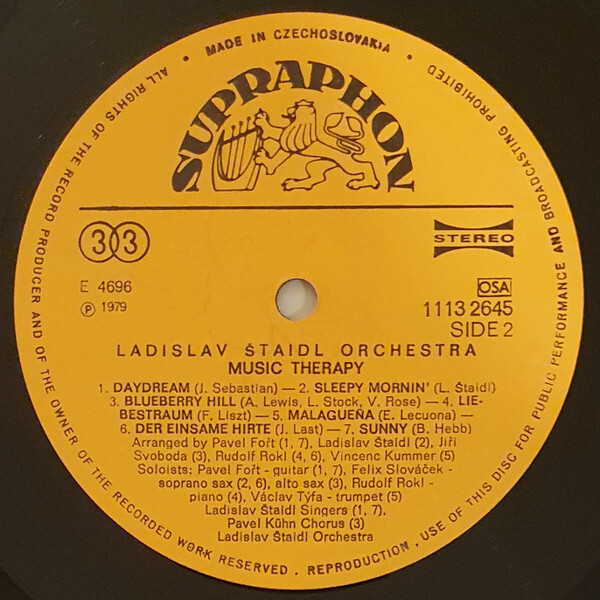 MADE IN CZECHOSLOVAKIA
ALL RIGHTS OF THE RECORD PRODUCER AND OF THE OWNER OF THE RECORDED WORK RESERVED . REPRODUCTION , USE OF THIS DISC FOR PUBLIC PERFORMANCE AND BROADCASTING PROHIBITED
SUPRAPHON
33
STEREO
E 4696
OSA
Ⓟ 1979
1113 2645
SIDE 2
LADISLAV ŠTAIDL ORCHESTRA
MUSIC THERAPY
1. DAYDREAM (J. Sebastian) — 2. SLEEPY MORNIN' (L. Štaidl)
3. BLUEBERRY HILL (A. Lewis, L. Stock, V. Rose) — 4. LIE-
BESTRAUM (F. Liszt) — 5. MALAGUEÑA (E. Lecuona) —
6. DER EINSAME HIRTE (J. Last) — 7. SUNNY (B. Hebb)
Arranged by Pavel Fořt (1, 7), Ladislav Štaidl (2), Jiří
Svoboda (3), Rudolf Rokl (4, 6), Vincenc Kummer (5)
Soloists: Pavel Fořt - guitar (1, 7), Felix Slováček -
soprano sax (2, 6), alto sax (3), Rudolf Rokl -
piano (4), Václav Týfa - trumpet (5)
Ladislav Štaidl Singers (1, 7),
Pavel Kühn Chorus (3)
Ladislav Štaidl Orchestra